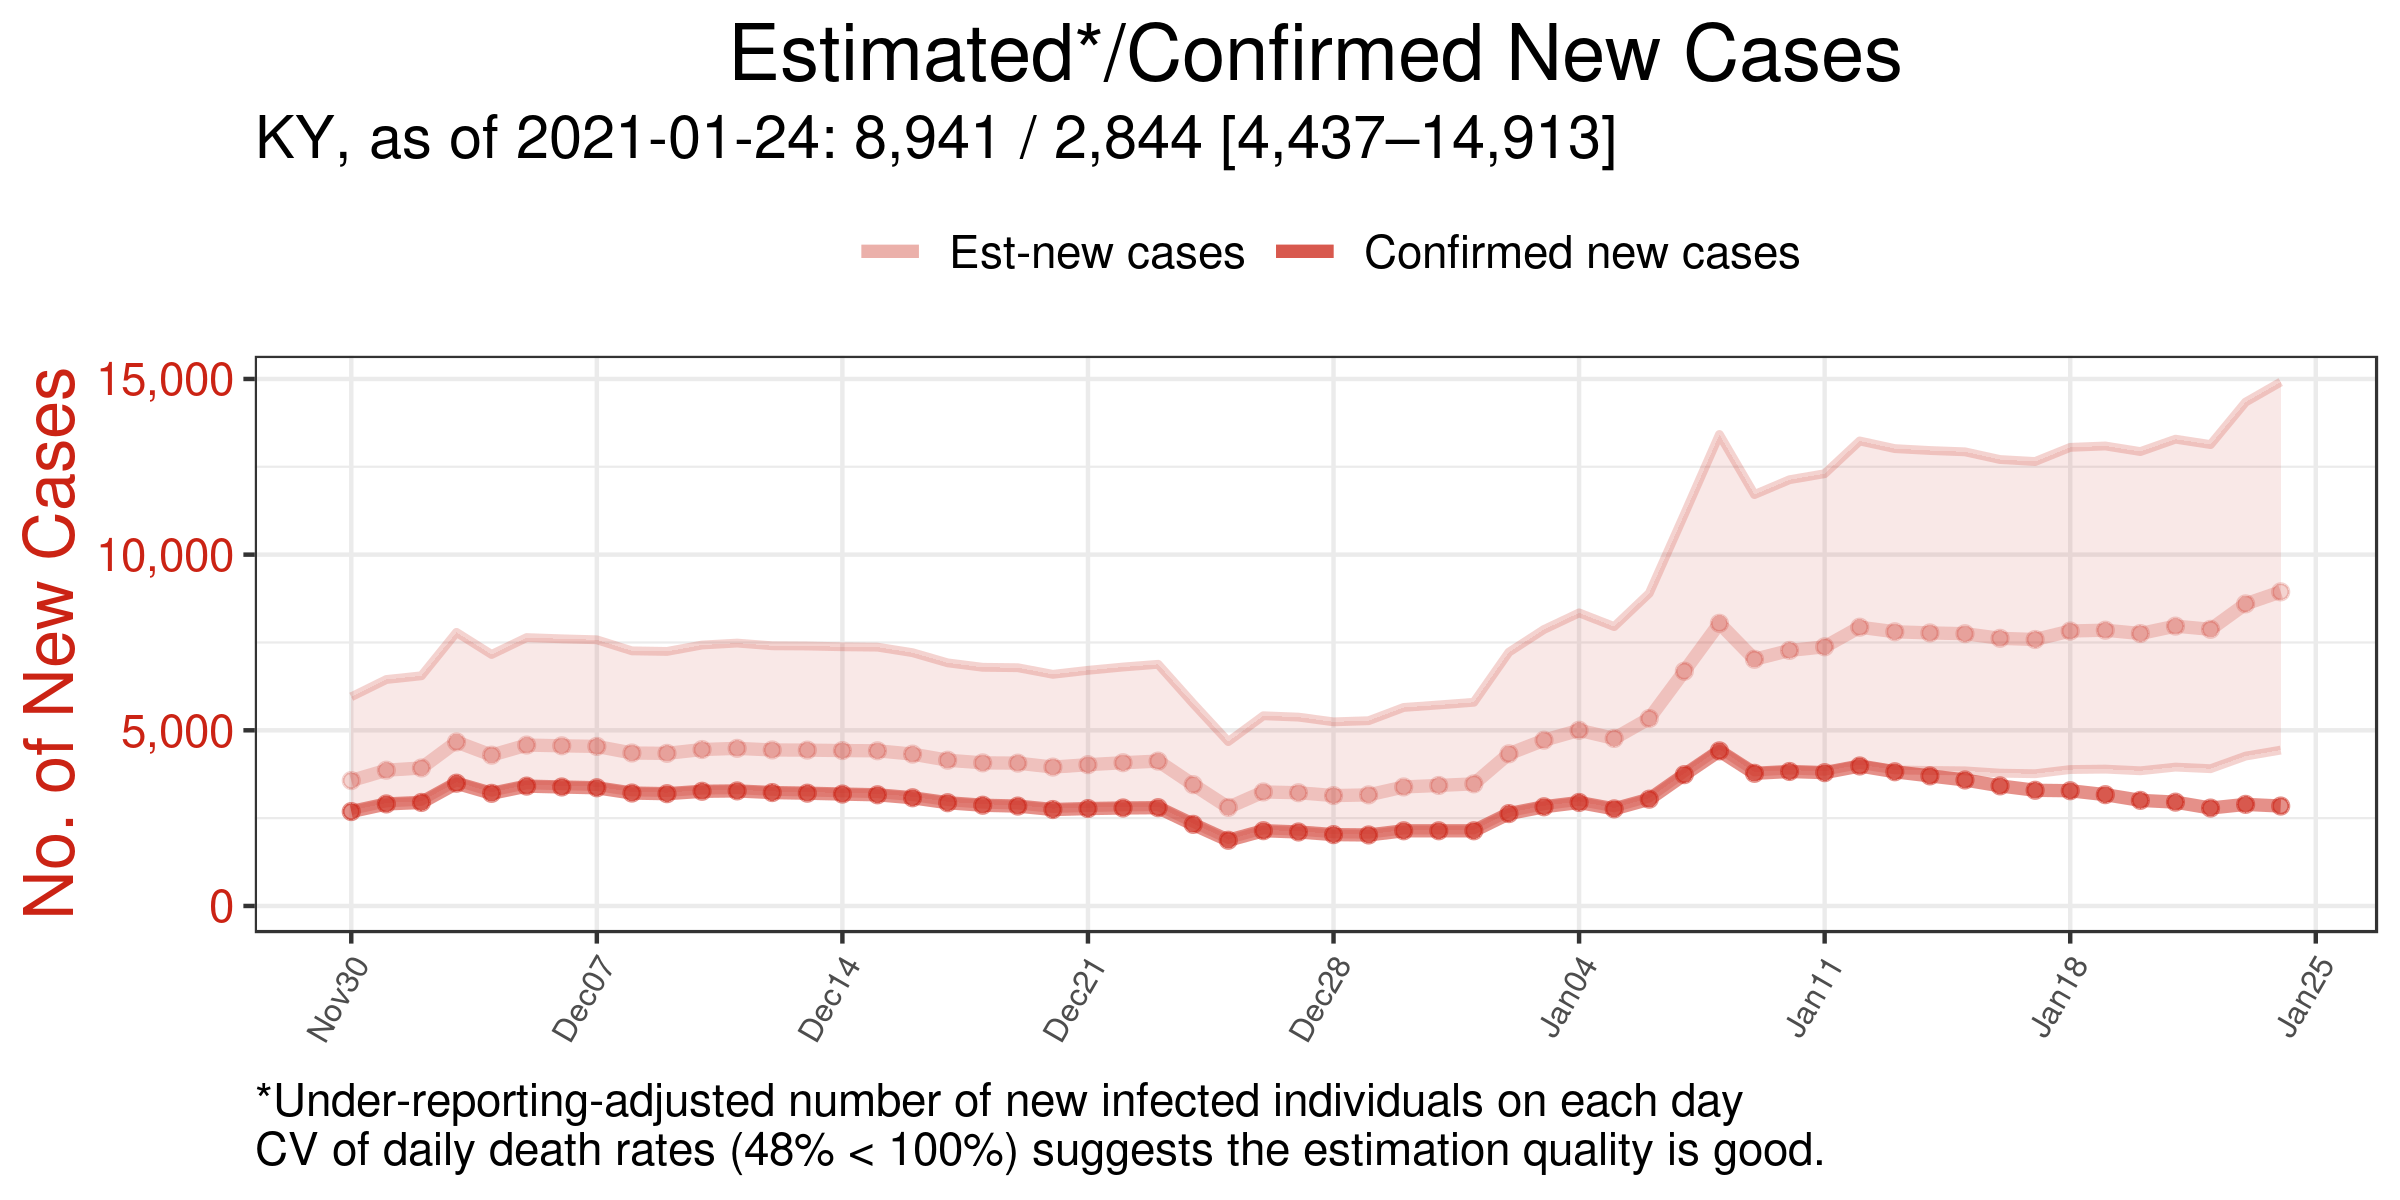 Estimated*/Confirmed New Cases
KY, as of 2021-01-24: 8,941 / 2,844 [4,437–14,913]
Est-new cases
Confirmed new cases
No. of New Cases
15,000
10,000
5,000
0
Nov30
Dec07
Dec14
Dec21
Dec28
Jan04
Jan11
Jan18
Jan25
*Under-reporting-adjusted number of new infected individuals on each day
CV of daily death rates (48% < 100%) suggests the estimation quality is good.